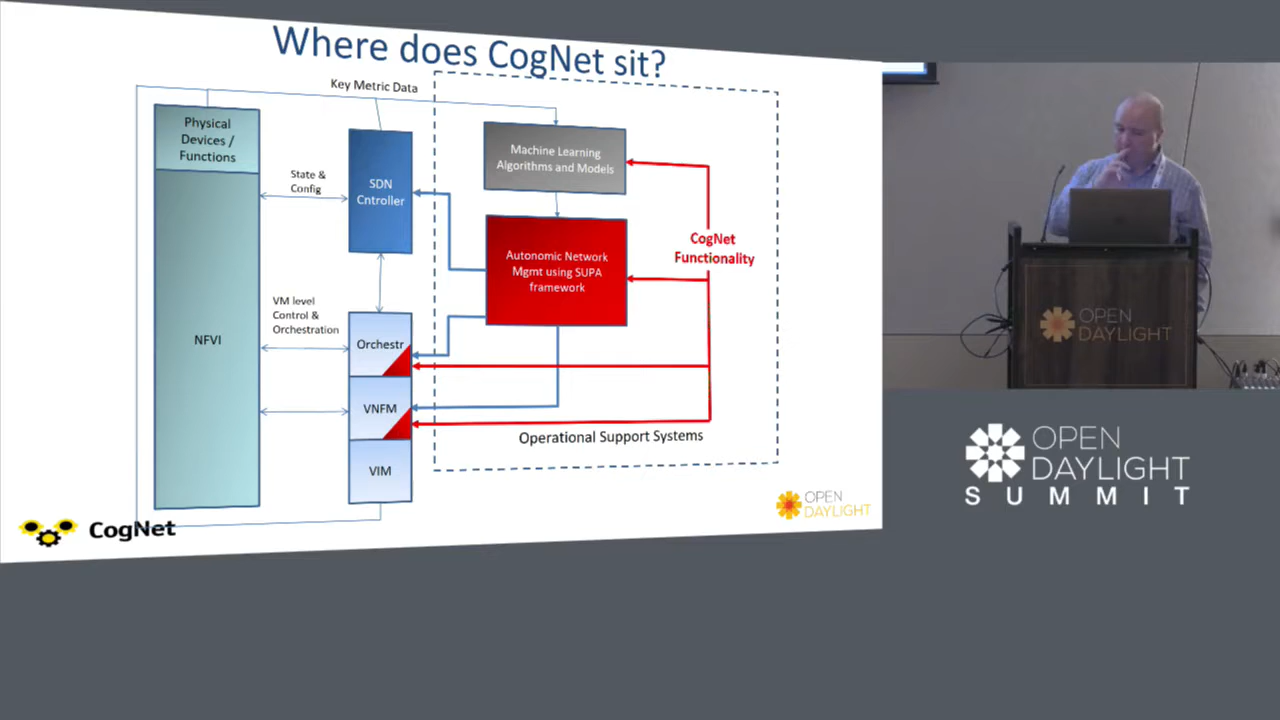 Where does CogNet sit?
Key Metric Data
Physical
Devices /
Functions
NFVI
State &
Config
VM level
Control &
Orchestration
SDN
Cntroller
Orchestr
VNFM
VIM
Machine Learning
Algorithms and Models
Autonomic Network
Mgmt using SUPA
framework
CogNet
Functionality
Operational Support Systems
CogNet
OPEN
DAYLIGHT
OPEN
DAYLIGHT
OPEN
DAYLIGHT
SUMMIT